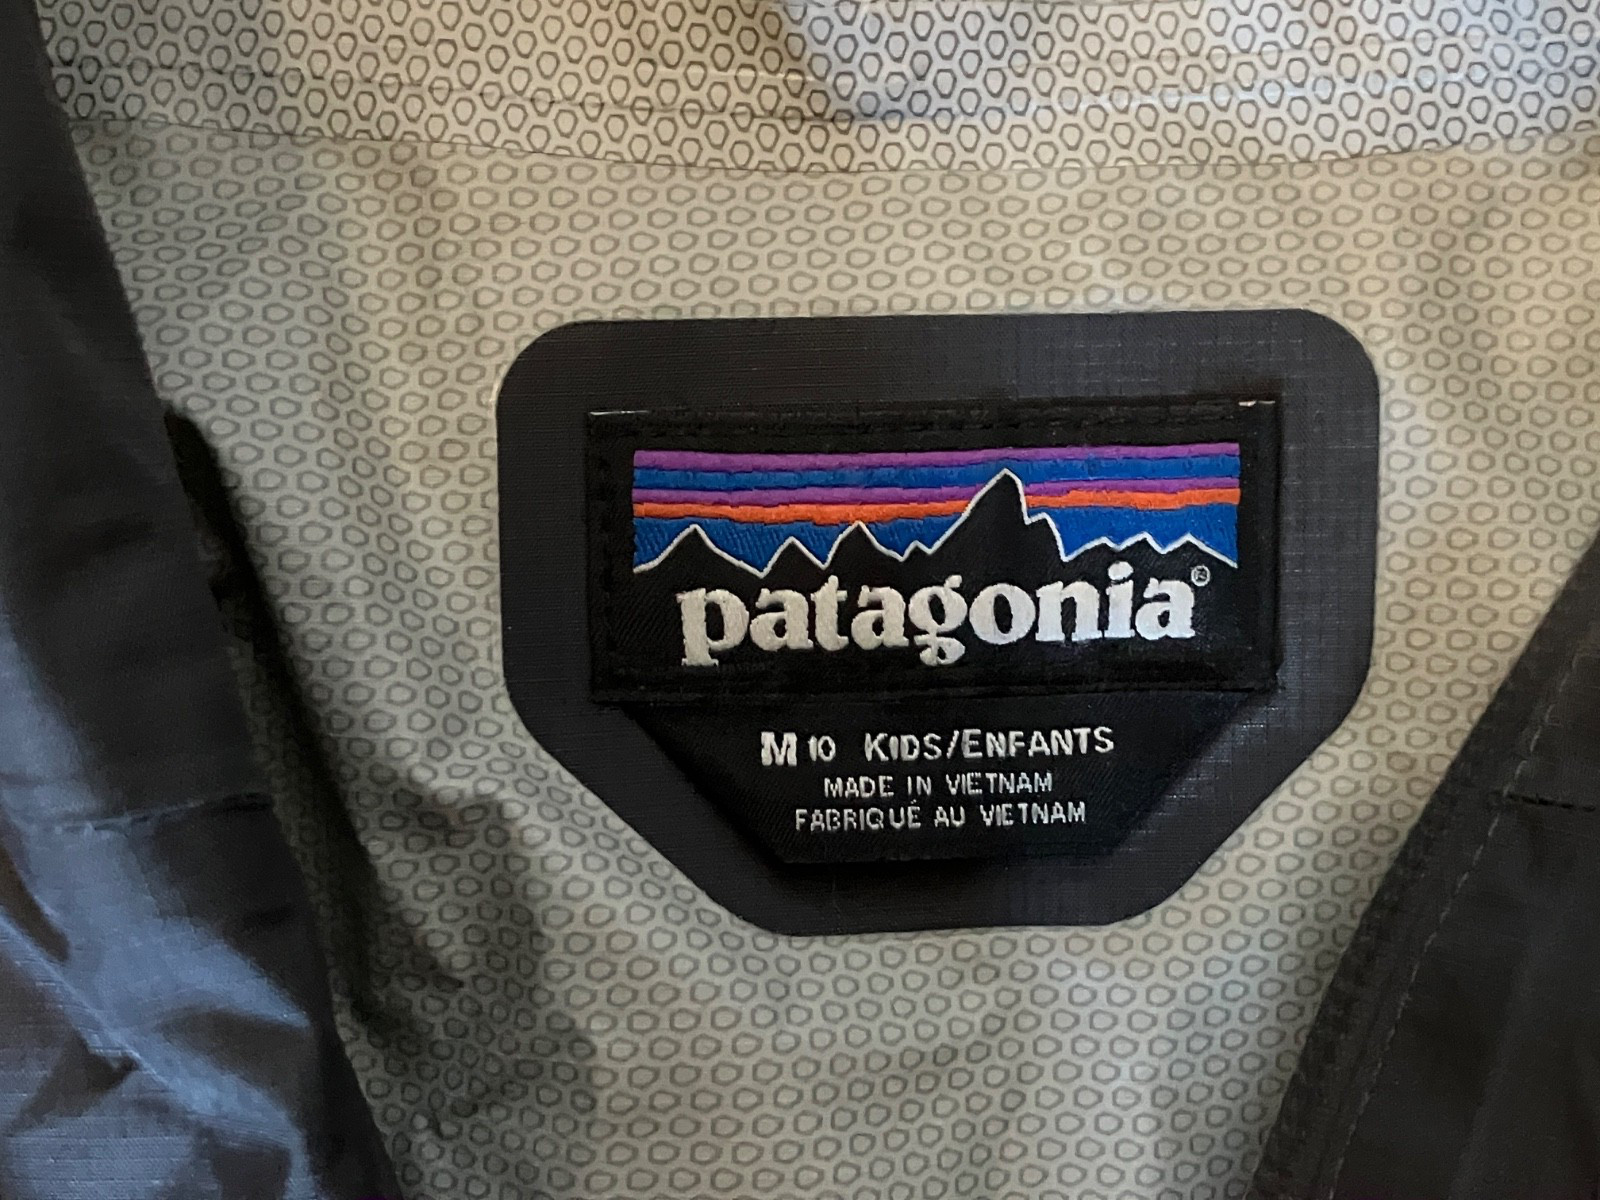 patagonia®
M 10 KIDS/ENFANTS
MADE IN VIETNAM
FABRIQUÉ AU VIETNAM